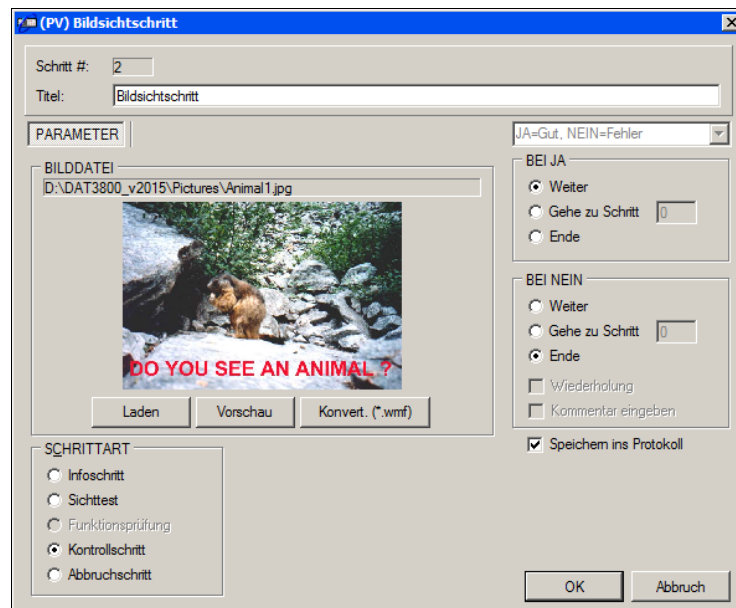 (PV) Bildsichtschritt
Schritt #: 2
Titel: Bildsichtschritt
PARAMETER
JA=Gut, NEIN=Fehler
BILDDATEI
D:\DAT3800_v2015\Pictures\Animal1.jpg
DO YOU SEE AN ANIMAL ?
Laden Vorschau Konvert. (*.wmf)
SCHRITTART
Infoschritt
Sichttest
Funktionsprüfung
Kontrollschritt
Abbruchschritt
BEI JA
Weiter
Gehe zu Schritt 0
Ende
BEI NEIN
Weiter
Gehe zu Schritt 0
Ende
Wiederholung
Kommentar eingeben
Speichern ins Protokoll
OK Abbruch